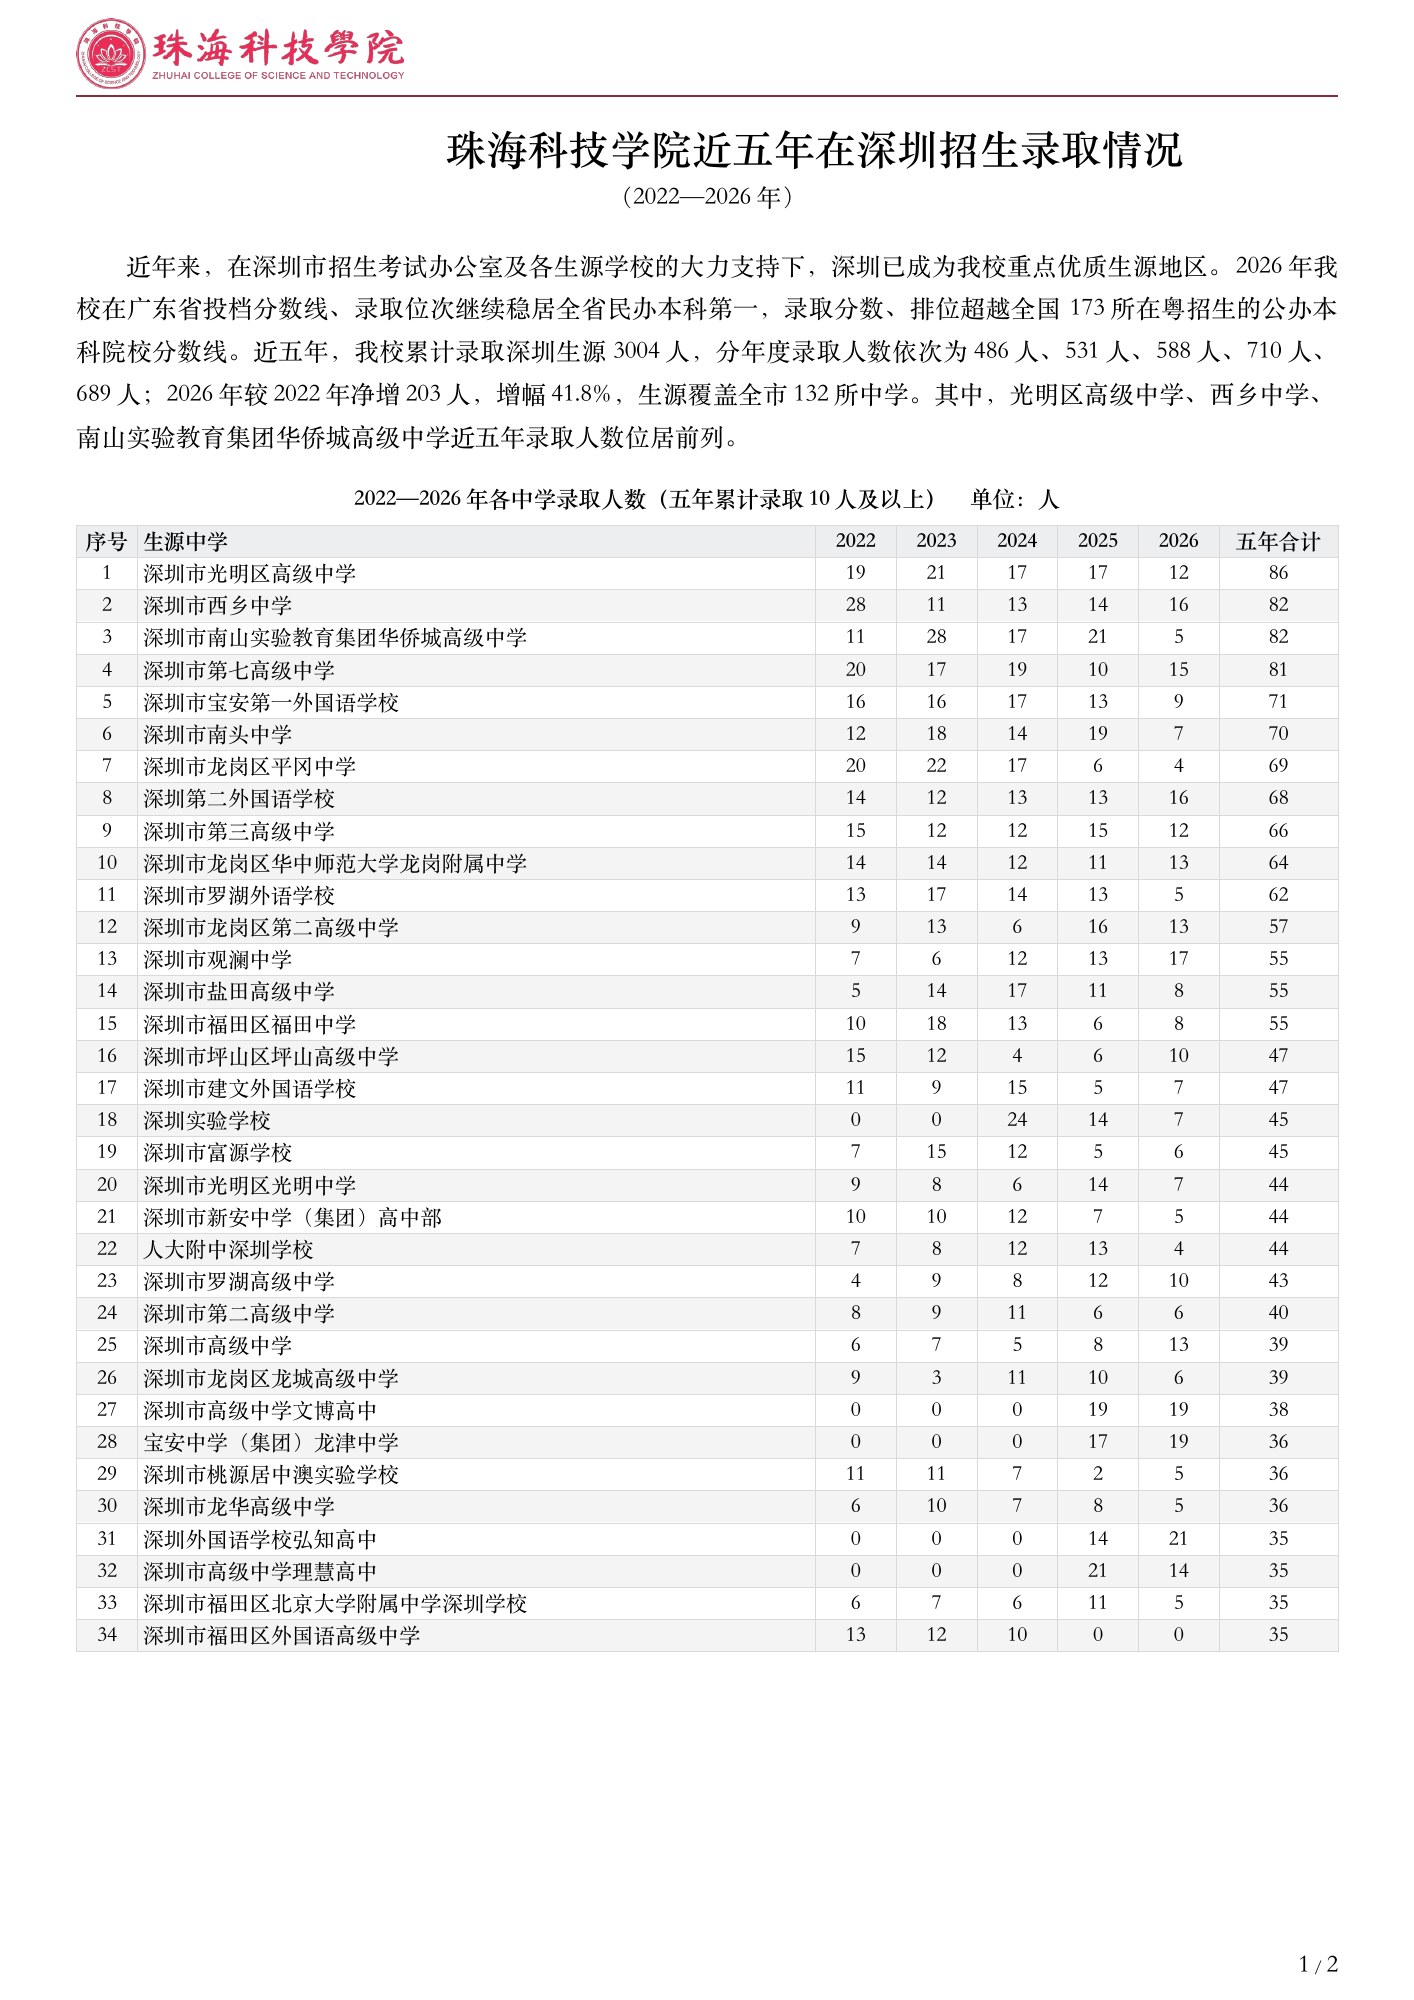 珠海科技學院
ZHUHAI COLLEGE OF SCIENCE AND TECHNOLOGY
珠海科技学院近五年在深圳招生录取情况
（2022—2026 年）
近年来，在深圳市招生考试办公室及各生源学校的大力支持下，深圳已成为我校重点优质生源地区。2026 年我
校在广东省投档分数线、录取位次继续稳居全省民办本科第一，录取分数、排位超越全国 173 所在粤招生的公办本
科院校分数线。近五年，我校累计录取深圳生源 3004 人，分年度录取人数依次为 486 人、531 人、588 人、710 人、
689 人；2026 年较 2022 年净增 203 人，增幅 41.8%，生源覆盖全市 132 所中学。其中，光明区高级中学、西乡中学、
南山实验教育集团华侨城高级中学近五年录取人数位居前列。
2022—2026 年各中学录取人数（五年累计录取 10 人及以上） 单位：人
序号 生源中学 2022 2023 2024 2025 2026 五年合计
1 深圳市光明区高级中学 19 21 17 17 12 86
2 深圳市西乡中学 28 11 13 14 16 82
3 深圳市南山实验教育集团华侨城高级中学 11 28 17 21 5 82
4 深圳市第七高级中学 20 17 19 10 15 81
5 深圳市宝安第一外国语学校 16 16 17 13 9 71
6 深圳市南头中学 12 18 14 19 7 70
7 深圳市龙岗区平冈中学 20 22 17 6 4 69
8 深圳第二外国语学校 14 12 13 13 16 68
9 深圳市第三高级中学 15 12 12 15 12 66
10 深圳市龙岗区华中师范大学龙岗附属中学 14 14 12 11 13 64
11 深圳市罗湖外语学校 13 17 14 13 5 62
12 深圳市龙岗区第二高级中学 9 13 6 16 13 57
13 深圳市观澜中学 7 6 12 13 17 55
14 深圳市盐田高级中学 5 14 17 11 8 55
15 深圳市福田区福田中学 10 18 13 6 8 55
16 深圳市坪山区坪山高级中学 15 12 4 6 10 47
17 深圳市建文外国语学校 11 9 15 5 7 47
18 深圳实验学校 0 0 24 14 7 45
19 深圳市富源学校 7 15 12 5 6 45
20 深圳市光明区光明中学 9 8 6 14 7 44
21 深圳市新安中学（集团）高中部 10 10 12 7 5 44
22 人大附中深圳学校 7 8 12 13 4 44
23 深圳市罗湖高级中学 4 9 8 12 10 43
24 深圳市第二高级中学 8 9 11 6 6 40
25 深圳市高级中学 6 7 5 8 13 39
26 深圳市龙岗区龙城高级中学 9 3 11 10 6 39
27 深圳市高级中学文博高中 0 0 0 19 19 38
28 宝安中学（集团）龙津中学 0 0 0 17 19 36
29 深圳市桃源居中澳实验学校 11 11 7 2 5 36
30 深圳市龙华高级中学 6 10 7 8 5 36
31 深圳外国语学校弘知高中 0 0 0 14 21 35
32 深圳市高级中学理慧高中 0 0 0 21 14 35
33 深圳市福田区北京大学附属中学深圳学校 6 7 6 11 5 35
34 深圳市福田区外国语高级中学 13 12 10 0 0 35
1 / 2